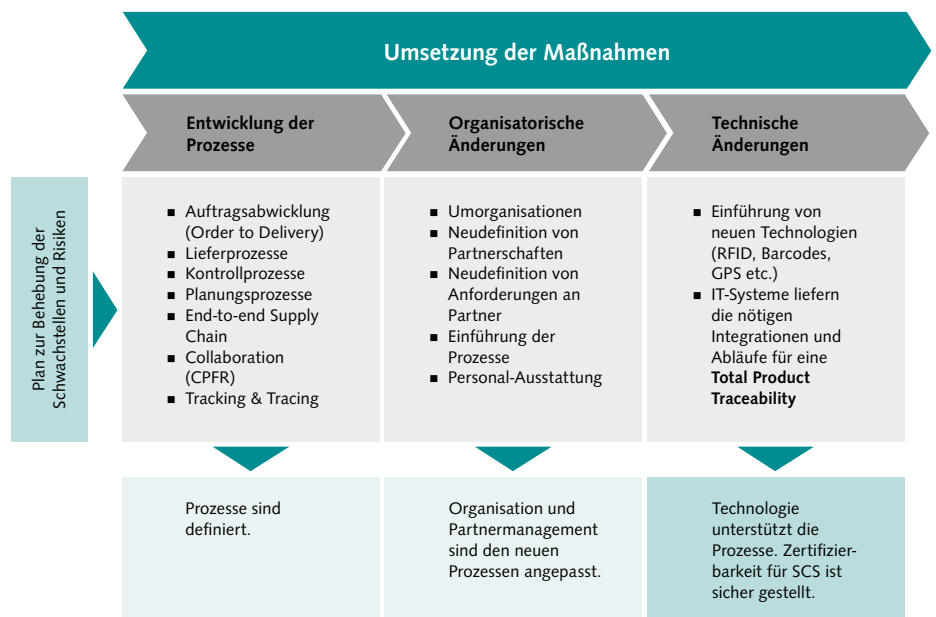 Umsetzung der Maßnahmen
Entwicklung der
Prozesse
Organisatorische
Änderungen
Technische
Änderungen
Plan zur Behebung der
Schwachstellen und Risiken
■ Auftragsabwicklung
(Order to Delivery)
■ Lieferprozesse
■ Kontrollprozesse
■ Planungsprozesse
■ End-to-end Supply
Chain
■ Collaboration
(CPFR)
■ Tracking & Tracing
■ Umorganisationen
■ Neudefinition von
Partnerschaften
■ Neudefinition von
Anforderungen an
Partner
■ Einführung der
Prozesse
■ Personal-Ausstattung
■ Einführung von
neuen Technologien
(RFID, Barcodes,
GPS etc.)
■ IT-Systeme liefern
die nötigen
Integrationen und
Abläufe für eine
Total Product
Traceability
Prozesse sind
definiert.
Organisation und
Partnermanagement
sind den neuen
Prozessen angepasst.
Technologie
unterstützt die
Prozesse. Zertifizier-
barkeit für SCS ist
sicher gestellt.